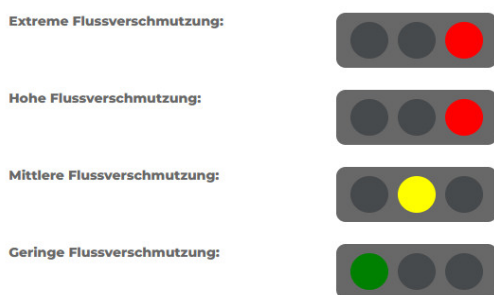 Extreme Flussverschmutzung:
Hohe Flussverschmutzung:
Mittlere Flussverschmutzung:
Geringe Flussverschmutzung: